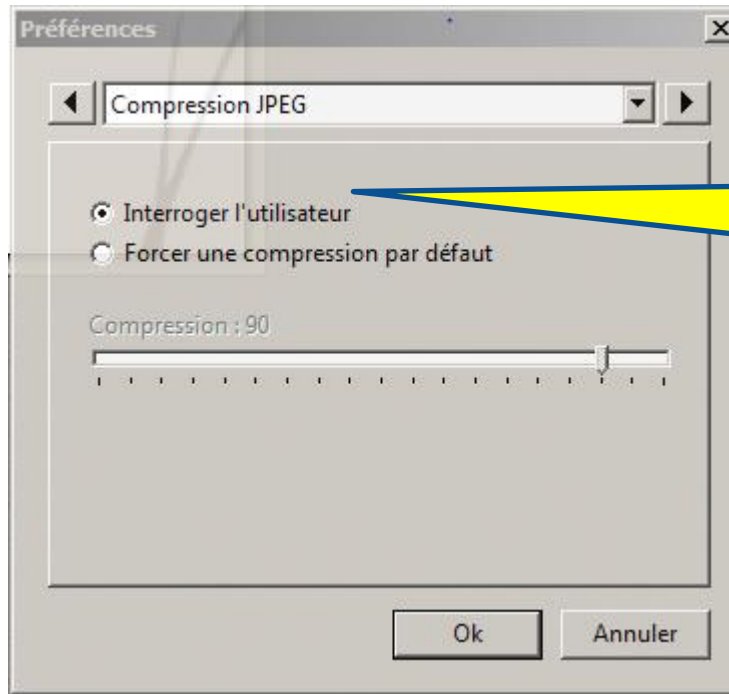 Préférences
Compression JPEG
Interroger l'utilisateur
Forcer une compression par défaut
Compression : 90
Ok
Annuler